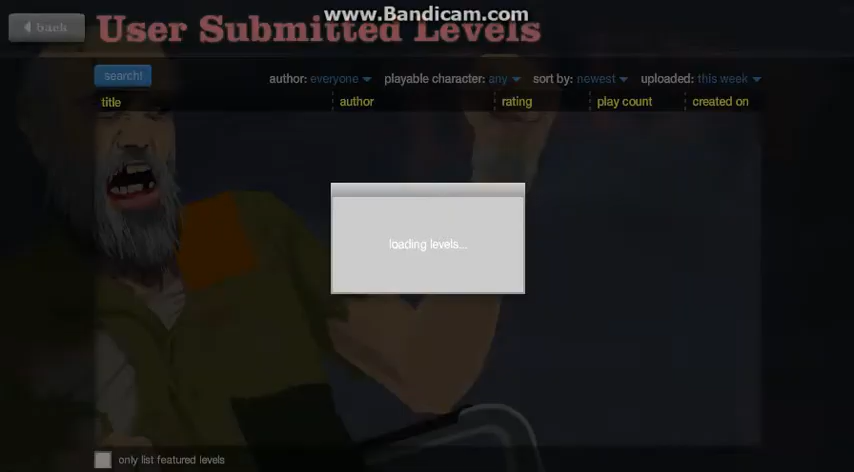 www.Bandicam.com
back
User Submitted Levels
search!
author: everyone playable character: any sort by: newest uploaded: this week
title author rating play count created on
loading levels...
only list featured levels